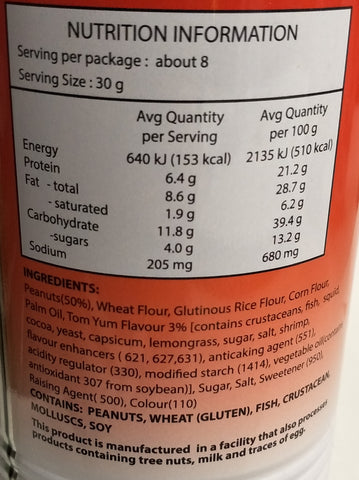 NUTRITION INFORMATION
Serving per package : about 8
Serving Size : 30 g
Avg Quantity per Serving Avg Quantity per 100 g
Energy 640 kJ (153 kcal) 2135 kJ (510 kcal)
Protein 6.4 g 21.2 g
Fat - total 8.6 g 28.7 g
- saturated 1.9 g 6.2 g
Carbohydrate 11.8 g 39.4 g
-sugars 4.0 g 13.2 g
Sodium 205 mg 680 mg
INGREDIENTS:
Peanuts(50%), Wheat Flour, Glutinous Rice Flour, Corn Flour,
Palm Oil, Tom Yum Flavour 3% [contains crustaceans, fish, squid,
cocoa, yeast, capsicum, lemongrass, sugar, salt, shrimp,
flavour enhancers ( 621, 627,631), anticaking agent (551),
acidity regulator (330), modified starch (1414), vegetable oil(contains
antioxidant 307 from soybean)], Sugar, Salt, Sweetener (950),
Raising Agent( 500), Colour(110)
CONTAINS: PEANUTS, WHEAT (GLUTEN), FISH, CRUSTACEAN,
MOLLUSCS, SOY
This product is manufactured in a facility that also processes
products containing tree nuts, milk and traces of egg.